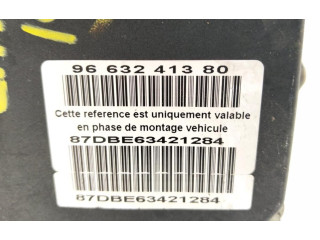 96 632 413 80
Cette reference est uniquement valable
en phase de montage vehicule
87DBE63421284
87DBE63421284